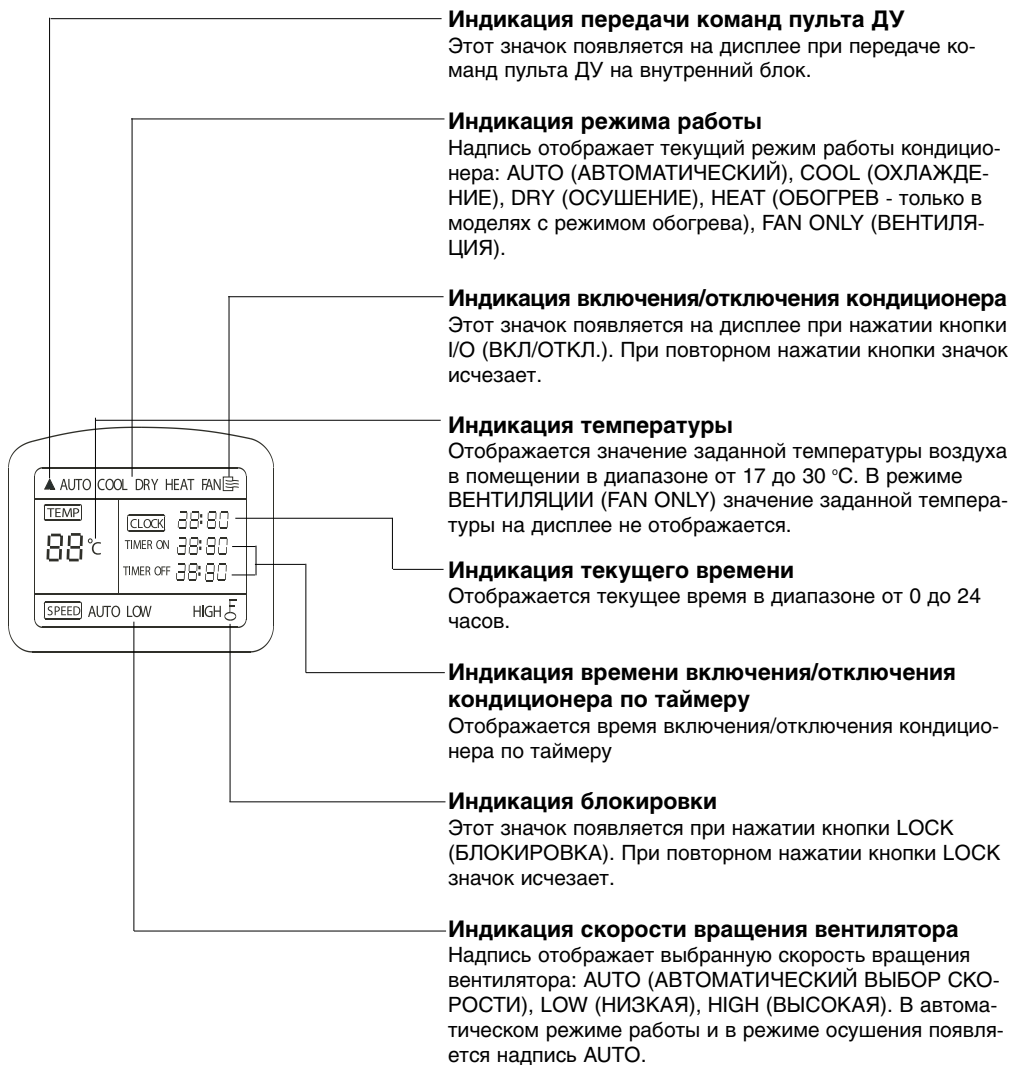 Индикация передачи команд пульта ДУ
Этот значок появляется на дисплее при передаче ко-
манд пульта ДУ на внутренний блок.
Индикация режима работы
Надпись отображает текущий режим работы кондицио-
нера: AUTO (АВТОМАТИЧЕСКИЙ), COOL (ОХЛАЖДЕ-
НИЕ), DRY (ОСУШЕНИЕ), HEAT (ОБОГРЕВ - только в
моделях с режимом обогрева), FAN ONLY (ВЕНТИЛЯ-
ЦИЯ).
Индикация включения/отключения кондиционера
Этот значок появляется на дисплее при нажатии кнопки
I/O (ВКЛ/ОТКЛ.). При повторном нажатии кнопки значок
исчезает.
Индикация температуры
Отображается значение заданной температуры воздуха
в помещении в диапазоне от 17 до 30 °C. В режиме
ВЕНТИЛЯЦИИ (FAN ONLY) значение заданной темпера-
туры на дисплее не отображается.
Индикация текущего времени
Отображается текущее время в диапазоне от 0 до 24
часов.
Индикация времени включения/отключения
кондиционера по таймеру
Отображается время включения/отключения кондицио-
нера по таймеру
Индикация блокировки
Этот значок появляется при нажатии кнопки LOCK
(БЛОКИРОВКА). При повторном нажатии кнопки LOCK
значок исчезает.
Индикация скорости вращения вентилятора
Надпись отображает выбранную скорость вращения
вентилятора: AUTO (АВТОМАТИЧЕСКИЙ ВЫБОР СКО-
РОСТИ), LOW (НИЗКАЯ), HIGH (ВЫСОКАЯ). В автома-
тическом режиме работы и в режиме осушения появля-
ется надпись AUTO.
AUTO COOL DRY HEAT FAN
TEMP
88°C
CLOCK 88:80
TIMER ON 88:80
TIMER OFF 88:80
SPEED AUTO LOW HIGH